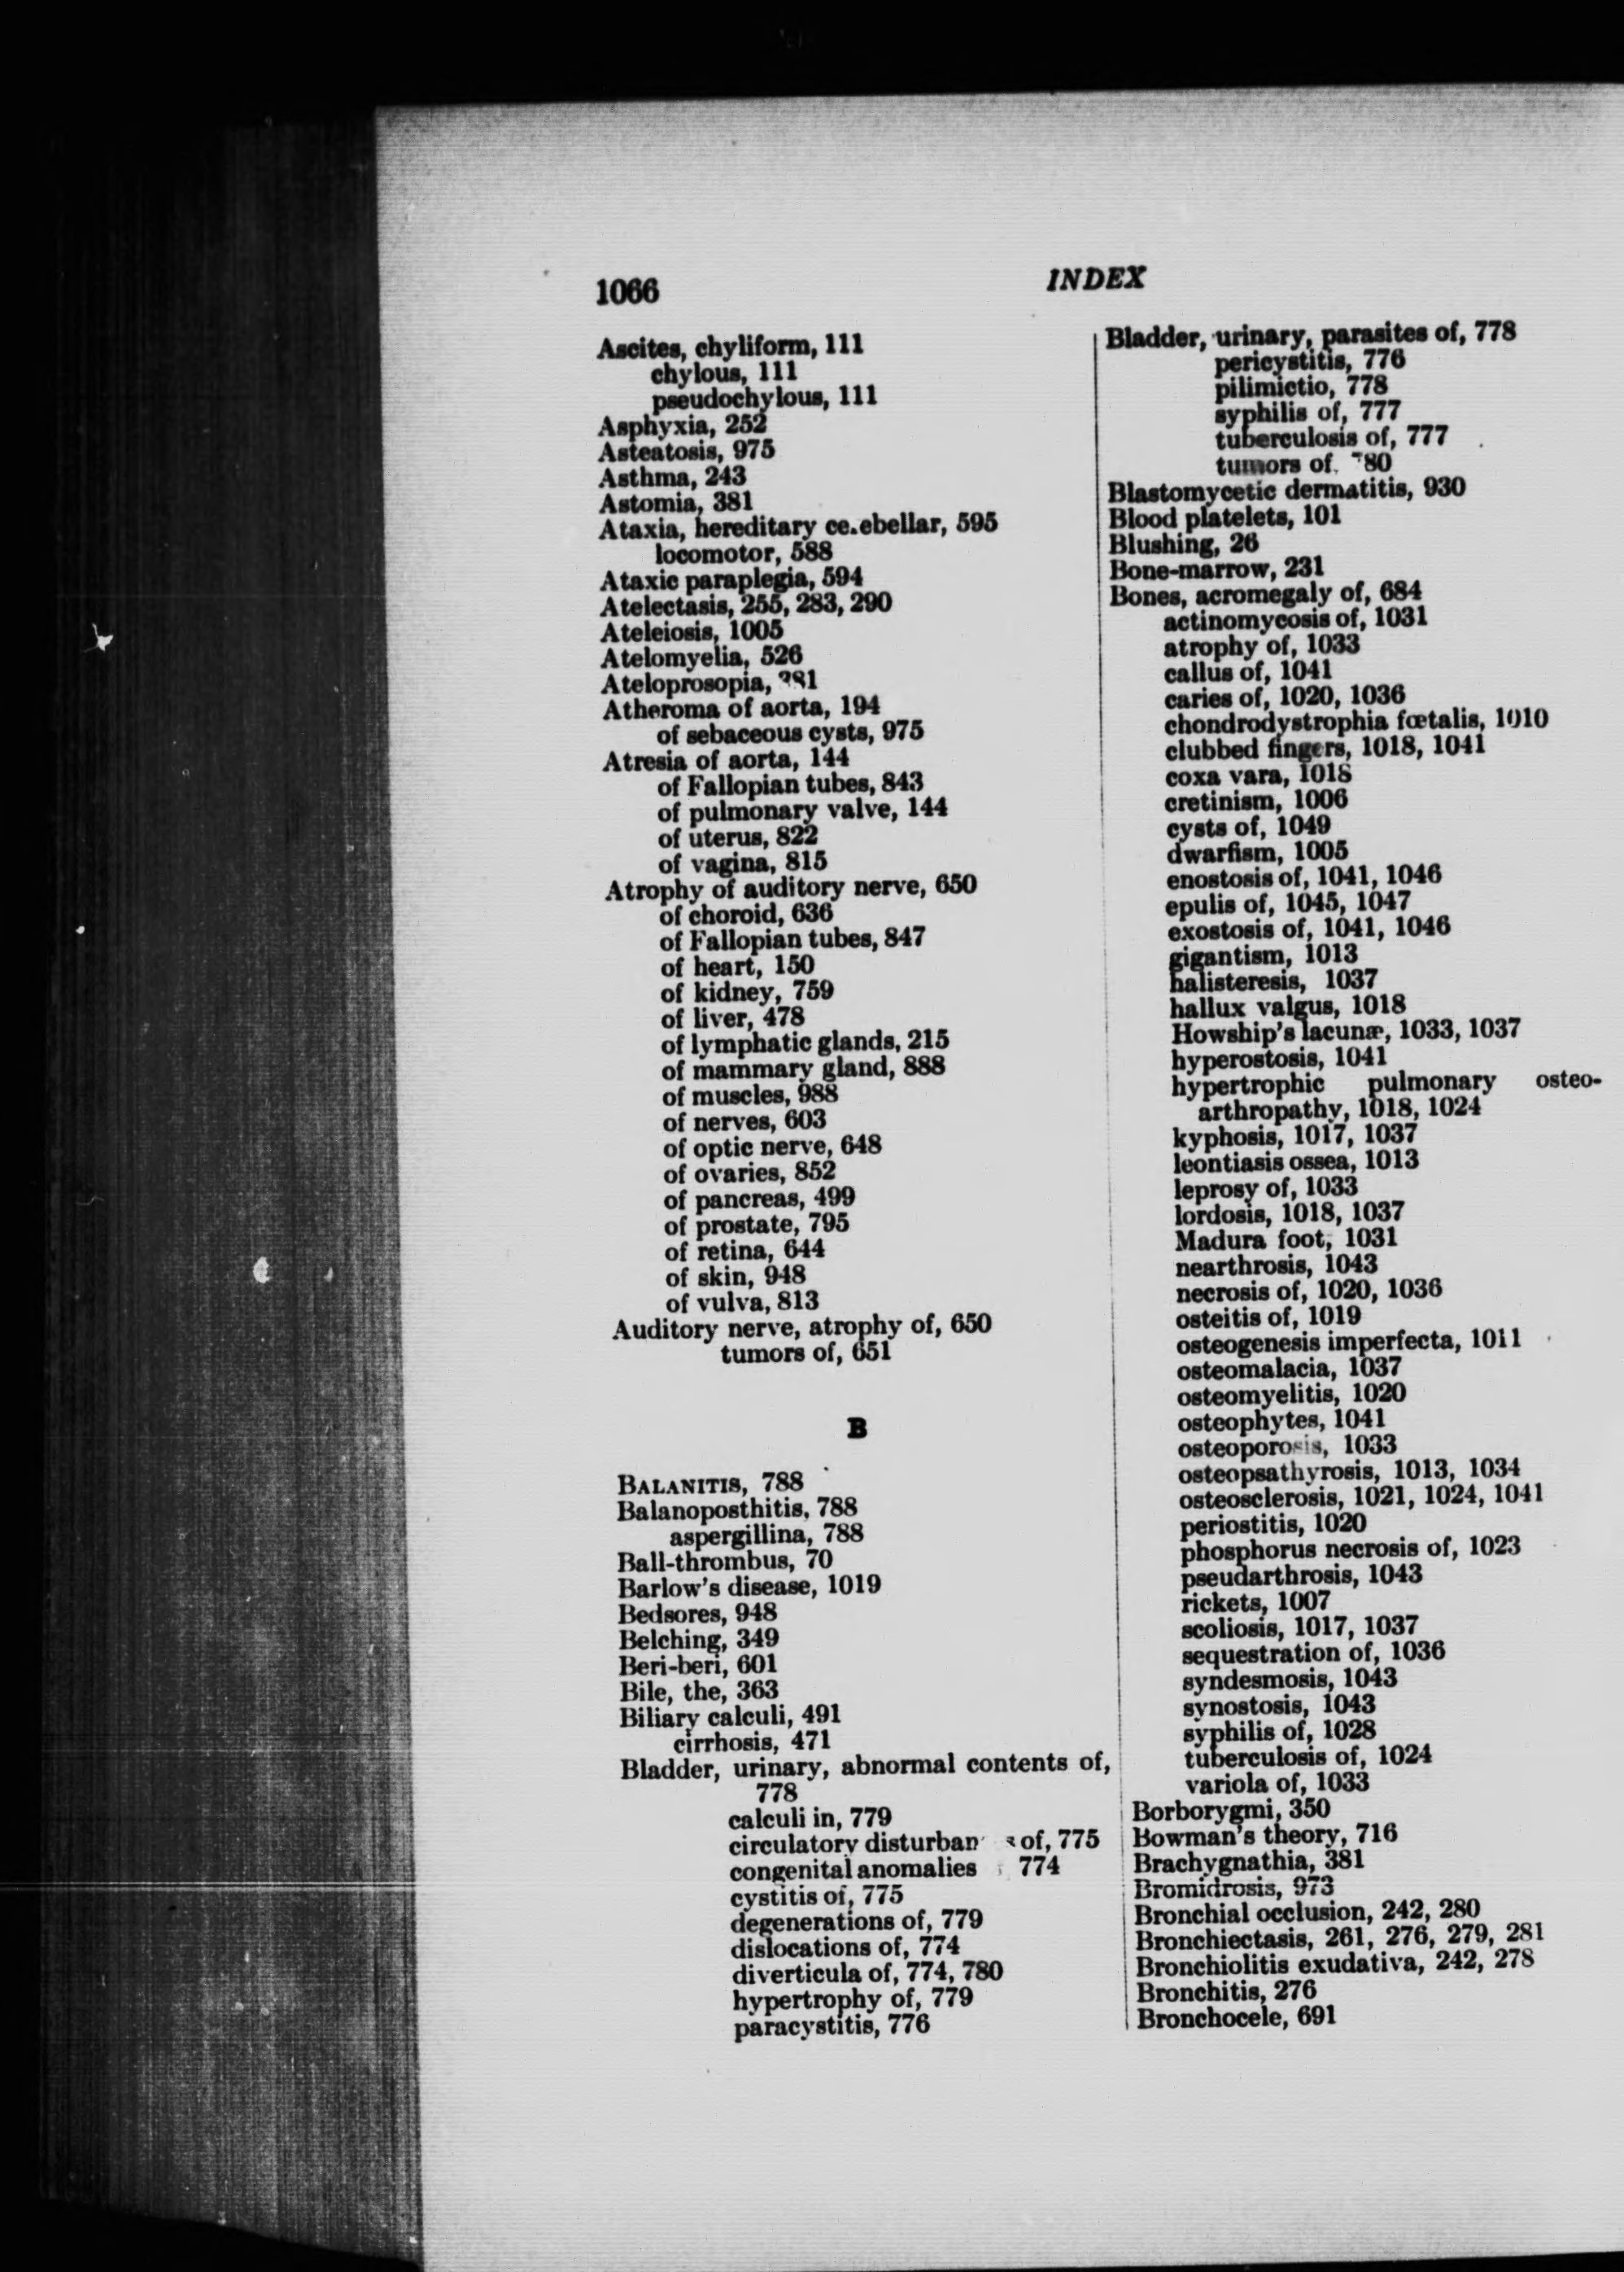 1066
INDEX
Ascites, chyliform, 111
chylous, 111
pseudochylous, 111
Asphyxia, 252
Asteatosis, 975
Asthma, 243
Astomia, 381
Ataxia, hereditary ce.ebellar, 595
locomotor, 588
Ataxic paraplegia, 594
Atelectasis, 255, 283, 290
Ateleiosis, 1005
Atelomyelia, 526
Ateloprosopia,
Atheroma of aorta, 194
of sebaceous cysts, 975
Atresia of aorta, 144
of Fallopian tubes, 843
of pulmonary valve, 144
of uterus, 822
of vagina, 815
Atrophy of auditory nerve, 650
of choroid, 636
of Fallopian tubes, 847
of heart, 150
of kidney, 759
of liver, 478
of lymphatic glands, 215
of mammary gland, 888
of muscles, 988
of nerves, 603
of optic nerve, 648
of ovaries, 852
of pancreas, 499
of prostate, 795
of retina, 644
of skin, 948
of vulva, 813
Auditory nerve, atrophy of, 650
tumors of, 651
B
BALANITIS, 788
Balanoposthitis, 788
aspergillina, 788
Ball-thrombus, 70
Barlow's disease, 1019
Bedsores, 948
Belching, 349
Beri-beri, 601
Bile, the, 363
Biliary calculi, 491
cirrhosis, 471
Bladder, urinary, abnormal contents of,
778
calculi in, 779
circulatory of, 775
congenital anomalies 774
cystitis of, 775
degenerations of, 779
dislocations of, 774
diverticula of, 774, 780
hypertrophy of, 779
paracystitis, 776
Bladder, urinary, parasites of, 778
pericystitis, 776
pilimictio, 778
syphilis of, 777
tuberculosis of, 777
tumors of
Blastomycetic dermatitis, 930
Blood platelets, 101
Blushing, 26
Bone-marrow, 231
Bones, acromegaly of, 684
actinomycosis of, 1031
atrophy of, 1033
callus of, 1041
caries of, 1020, 1036
chondrodystrophia fœtalis, 1010
clubbed fingers, 1018, 1041
coxa vara, 1018
cretinism, 1006
cysts of, 1049
dwarfism, 1005
enostosis of, 1041, 1046
epulis of, 1045, 1047
exostosis of, 1041, 1046
gigantism, 1013
halisteresis, 1037
hallux valgus, 1018
Howship's lacunæ, 1033, 1037
hyperostosis, 1041
hypertrophic pulmonary osteo-
arthropathy, 1018, 1024
kyphosis, 1017, 1037
leontiasis ossea, 1013
leprosy of, 1033
lordosis, 1018, 1037
Madura foot, 1031
nearthrosis, 1043
necrosis of, 1020, 1036
osteitis of, 1019
osteogenesis imperfecta, 1011
osteomalacia, 1037
osteomyelitis, 1020
osteophytes, 1041
osteoporosis, 1033
osteopsathyrosis, 1013, 1034
osteosclerosis, 1021, 1024, 1041
periostitis, 1020
phosphorus necrosis of, 1023
pseudarthrosis, 1043
rickets, 1007
scoliosis, 1017, 1037
sequestration of, 1036
syndesmosis, 1043
synostosis, 1043
syphilis of, 1028
tuberculosis of, 1024
variola of, 1033
Borborygmi, 350
Bowman's theory, 716
Brachygnathia, 381
Bromidrosis, 973
Bronchial occlusion, 242, 280
Bronchiectasis, 261, 276, 279, 281
Bronchiolitis exudativa, 242, 278
Bronchitis, 276
Bronchocele, 691